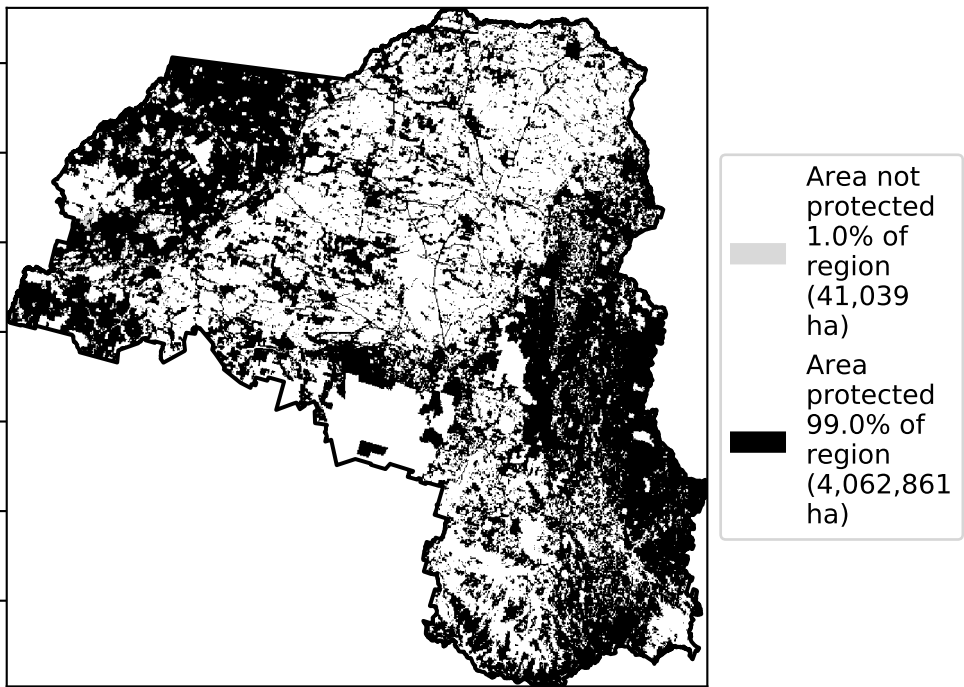 Area not
protected
1.0% of
region
(41,039
ha)
Area
protected
99.0% of
region
(4,062,861
ha)